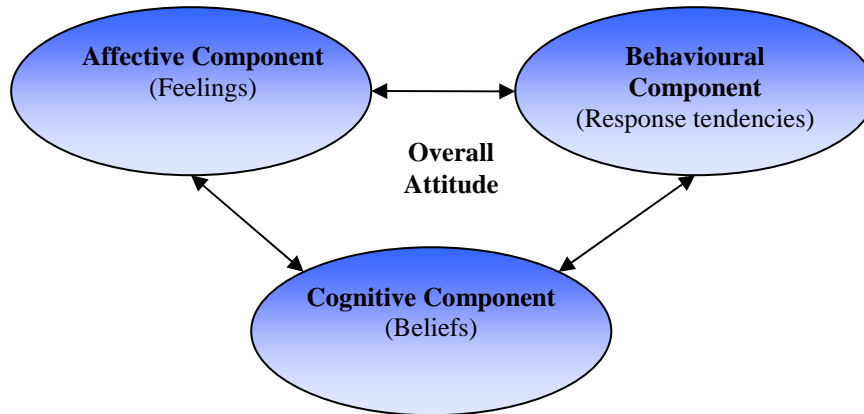 Affective Component
(Feelings)
Behavioural
Component
(Response tendencies)
Overall
Attitude
Cognitive Component
(Beliefs)